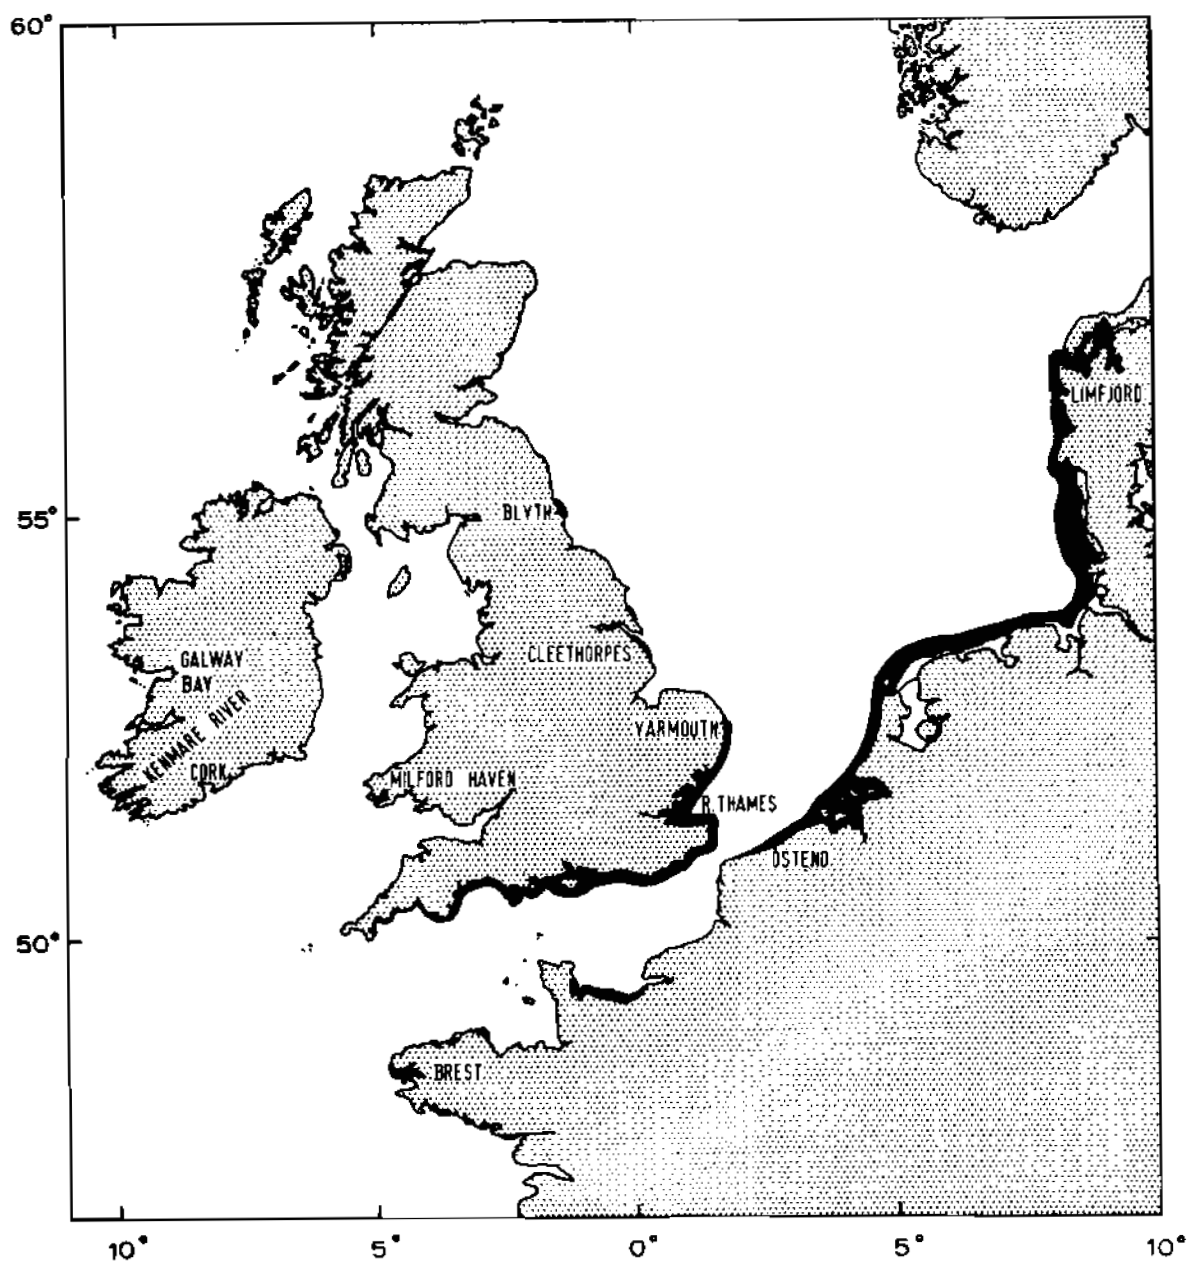 60°
LIMFJORD
55°
BLYTH
GALWAY
BAY
CLEETHORPES
KENMARE RIVER
YARMOUTH
CORK
MILFORD HAVEN
R.THAMES
OSTEND
50°
BREST
10° 5° 0° 5° 10°